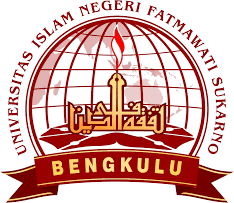 UNIVERSITAS ISLAM NEGERI FATMAWATI SUKARNO
BENGKULU